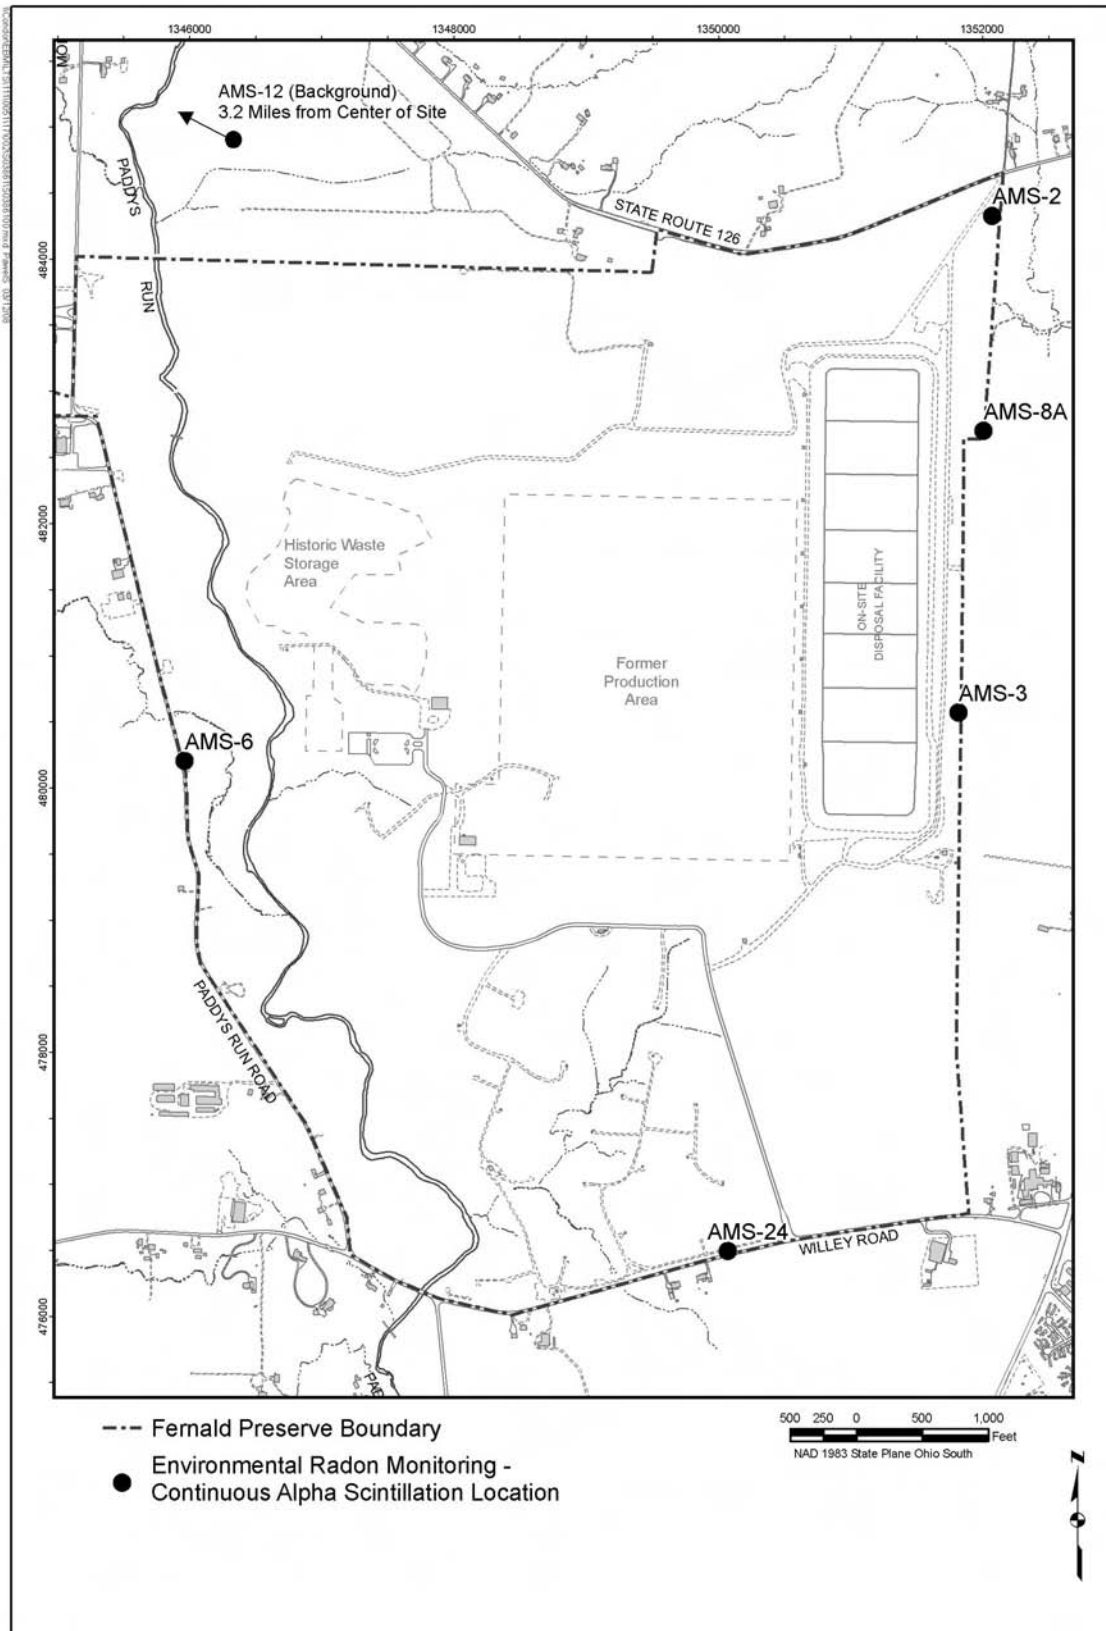 1346000
1348000
1350000
1352000
MO
AMS-12 (Background)
3.2 Miles from Center of Site
PADDYS
RUN
STATE ROUTE 126
AMS-2
484000
AMS-8A
482000
Historic Waste
Storage
Area
ON-SITE
DISPOSAL FACILITY
Former
Production
Area
AMS-3
AMS-6
480000
PADDYS RUN ROAD
478000
AMS-24
WILLEY ROAD
476000
PAD
Fernald Preserve Boundary
Environmental Radon Monitoring -
Continuous Alpha Scintillation Location
500 250 0 500 1,000
Feet
NAD 1983 State Plane Ohio South
Z